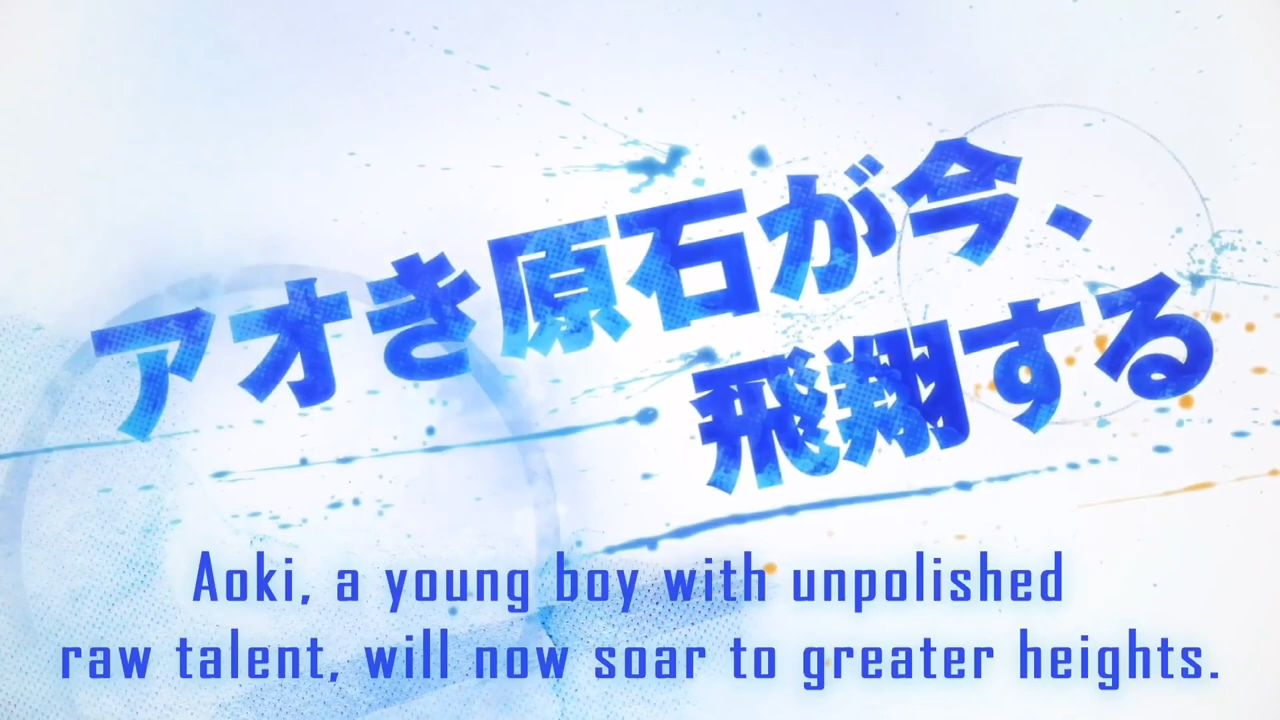 アオき原石が今、
飛翔する
Aoki, a young boy with unpolished
raw talent, will now soar to greater heights.